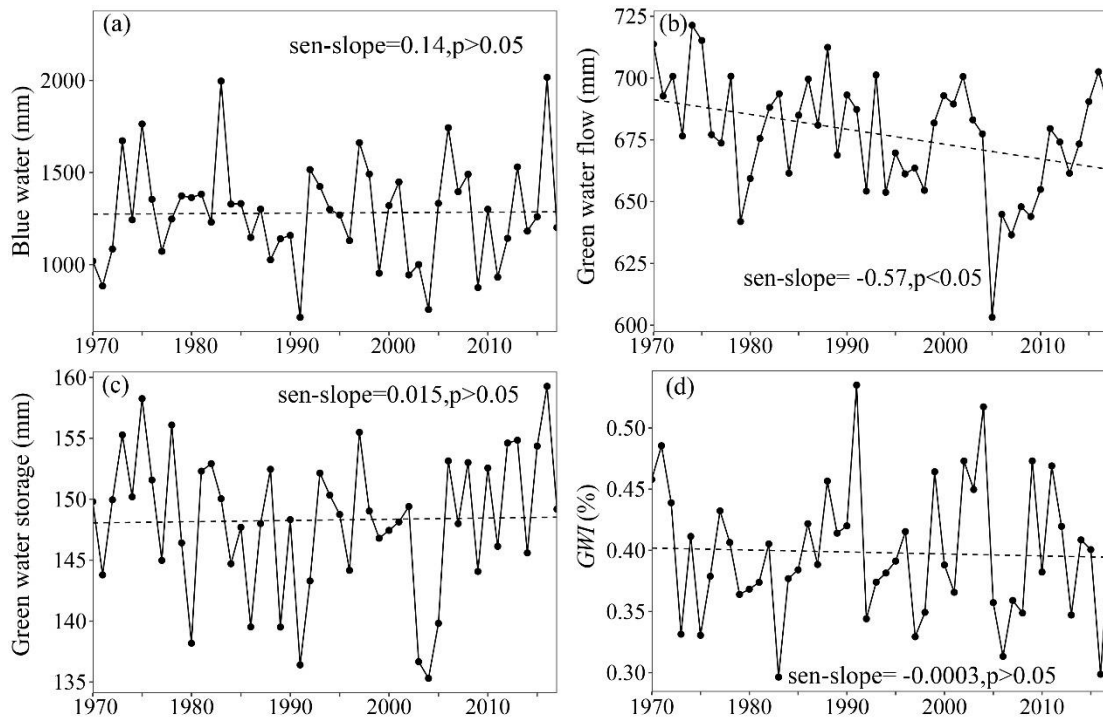 (a)
sen-slope=0.14,p>0.05
Blue water (mm)
2000
1500
1000
1970 1980 1990 2000 2010
(b)
Green water flow (mm)
725
700
675
650
625
600
sen-slope= -0.57,p<0.05
1970 1980 1990 2000 2010
(c)
sen-slope=0.015,p>0.05
Green water storage (mm)
160
155
150
145
140
135
1970 1980 1990 2000 2010
(d)
GWI (%)
0.50
0.45
0.40
0.35
0.30
sen-slope= -0.0003,p>0.05
1970 1980 1990 2000 2010